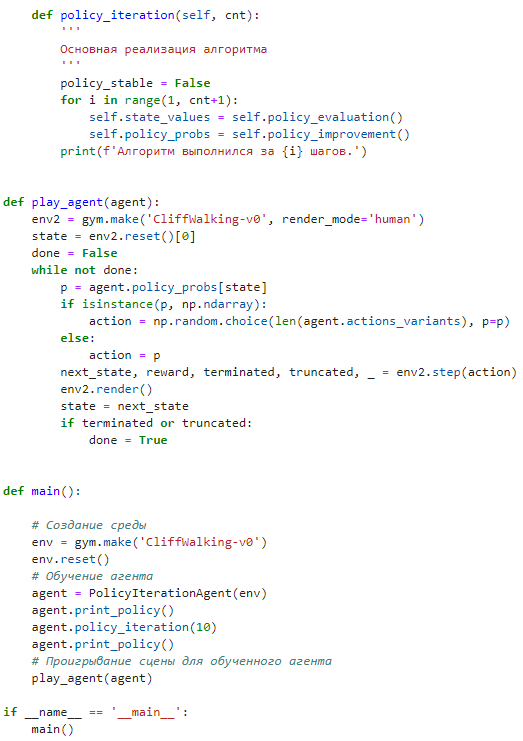 def policy_iteration(self, cnt):
        '''
        Основная реализация алгоритма
        '''
        policy_stable = False
        for i in range(1, cnt+1):
            self.state_values = self.policy_evaluation()
            self.policy_probs = self.policy_improvement()
        print(f'Алгоритм выполнился за {i} шагов.')

def play_agent(agent):
    env2 = gym.make('CliffWalking-v0', render_mode='human')
    state = env2.reset()[0]
    done = False
    while not done:
        p = agent.policy_probs[state]
        if isinstance(p, np.ndarray):
            action = np.random.choice(len(agent.actions_variants), p=p)
        else:
            action = p
        next_state, reward, terminated, truncated, _ = env2.step(action)
        env2.render()
        state = next_state
        if terminated or truncated:
            done = True

def main():
    # Создание среды
    env = gym.make('CliffWalking-v0')
    env.reset()
    # Обучение агента
    agent = PolicyIterationAgent(env)
    agent.print_policy()
    agent.policy_iteration(10)
    agent.print_policy()
    # Проигрывание сцены для обученного агента
    play_agent(agent)

if __name__ == '__main__':
    main()